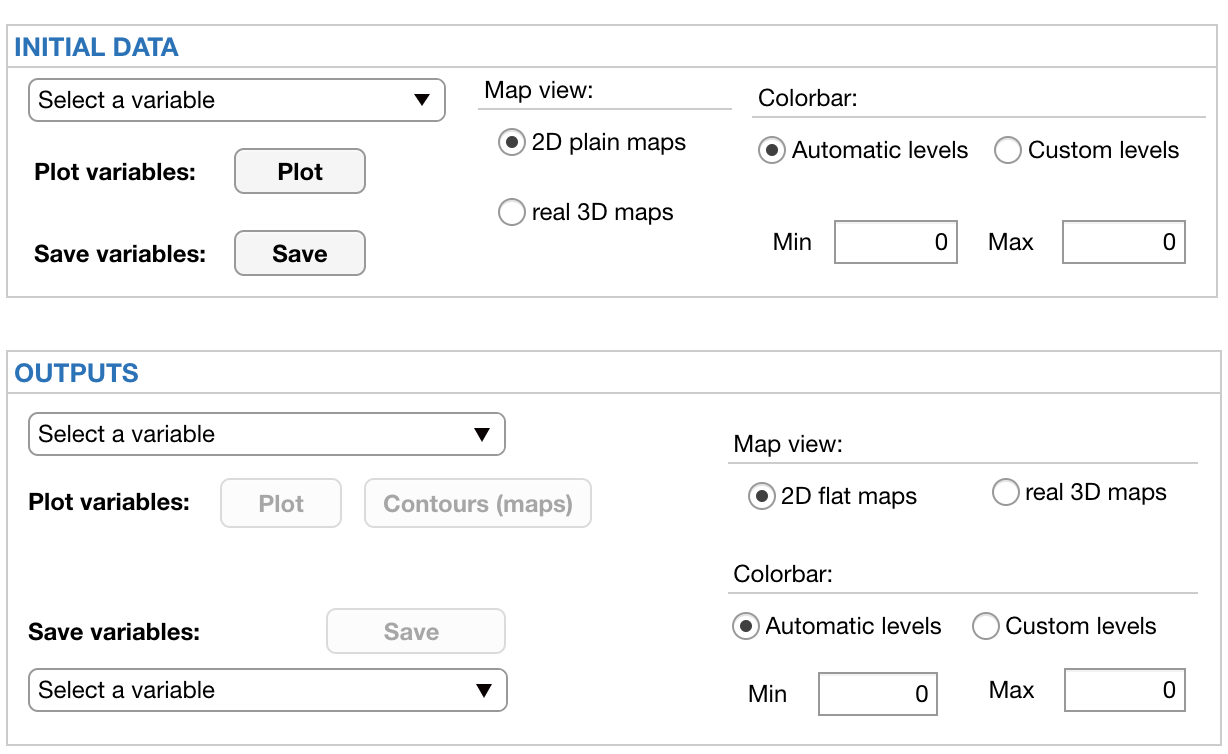 INITIAL DATA
Select a variable
Plot variables:
Plot
Save variables:
Save
Map view:
2D plain maps
real 3D maps
Colorbar:
Automatic levels
Custom levels
Min
0
Max
0
OUTPUTS
Select a variable
Plot variables:
Plot
Contours (maps)
Save variables:
Save
Select a variable
Map view:
2D flat maps
real 3D maps
Colorbar:
Automatic levels
Custom levels
Min
0
Max
0